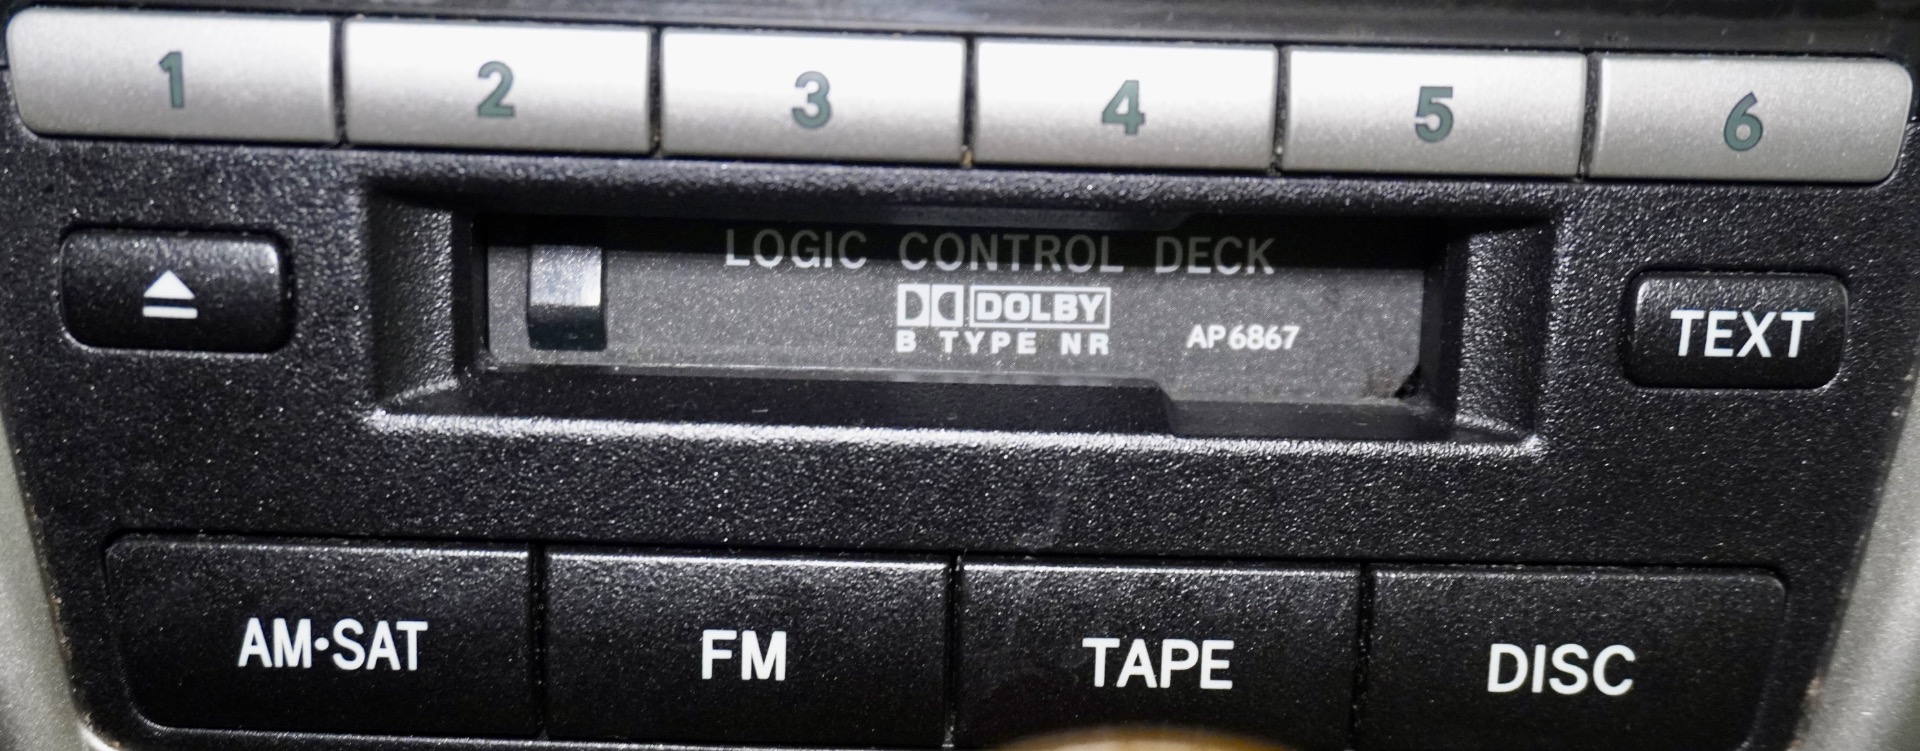 1 2 3 4 5 6
LOGIC CONTROL DECK
DOLBY
B TYPE NR
AP6867
TEXT
AM·SAT FM TAPE DISC